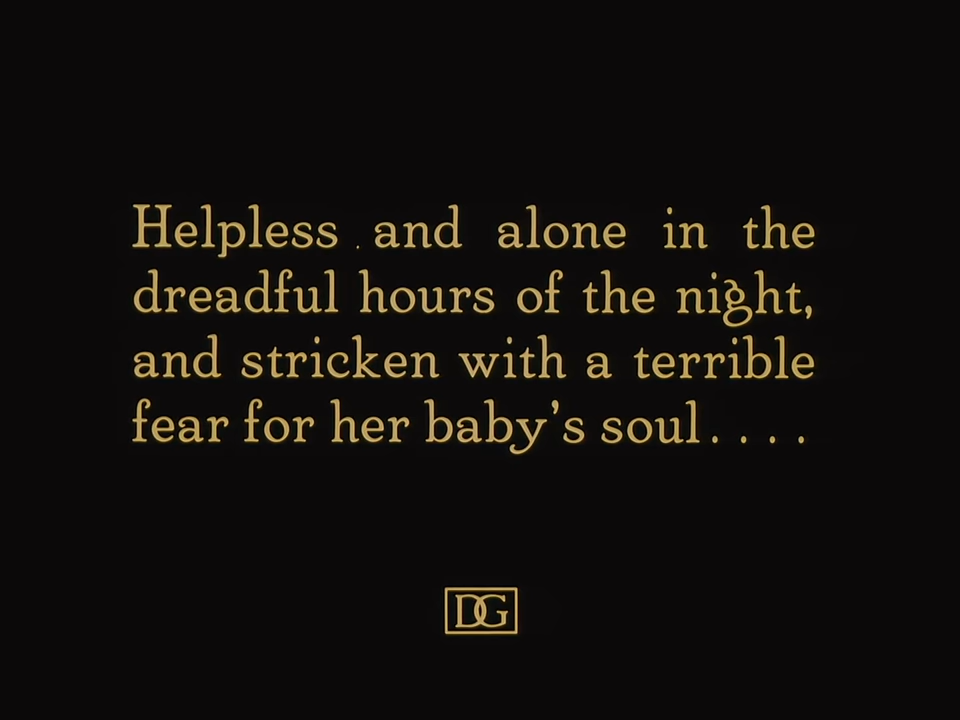 Helpless and alone in the
dreadful hours of the night,
and stricken with a terrible
fear for her baby’s soul....
DG